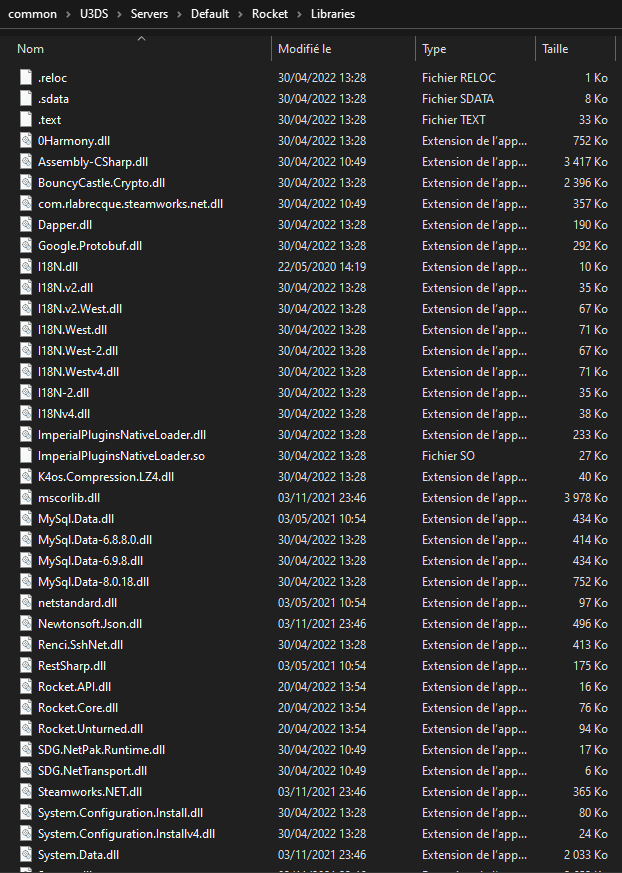 common > U3DS > Servers > Default > Rocket > Libraries
Nom Modifié le Type Taille
.reloc 30/04/2022 13:28 Fichier RELOC 1 Ko
.sdata 30/04/2022 13:28 Fichier SDATA 8 Ko
.text 30/04/2022 13:28 Fichier TEXT 33 Ko
0Harmony.dll 30/04/2022 13:28 Extension de l'app... 752 Ko
Assembly-CSharp.dll 30/04/2022 10:49 Extension de l'app... 3 417 Ko
BouncyCastle.Crypto.dll 30/04/2022 13:28 Extension de l'app... 2 396 Ko
com.rlabrecque.steamworks.net.dll 30/04/2022 10:49 Extension de l'app... 357 Ko
Dapper.dll 30/04/2022 13:28 Extension de l'app... 190 Ko
Google.Protobuf.dll 30/04/2022 13:28 Extension de l'app... 292 Ko
I18N.dll 22/05/2020 14:19 Extension de l'app... 10 Ko
I18N.v2.dll 30/04/2022 13:28 Extension de l'app... 35 Ko
I18N.v2.West.dll 30/04/2022 13:28 Extension de l'app... 67 Ko
I18N.West.dll 30/04/2022 13:28 Extension de l'app... 71 Ko
I18N.West-2.dll 30/04/2022 13:28 Extension de l'app... 67 Ko
I18N.Westv4.dll 30/04/2022 13:28 Extension de l'app... 71 Ko
I18N-2.dll 30/04/2022 13:28 Extension de l'app... 35 Ko
I18Nv4.dll 30/04/2022 13:28 Extension de l'app... 38 Ko
ImperialPluginsNativeLoader.dll 30/04/2022 13:28 Extension de l'app... 233 Ko
ImperialPluginsNativeLoader.so 30/04/2022 13:28 Fichier SO 27 Ko
K4os.Compression.LZ4.dll 30/04/2022 13:28 Extension de l'app... 40 Ko
mscorlib.dll 03/11/2021 23:46 Extension de l'app... 3 978 Ko
MySql.Data.dll 03/05/2021 10:54 Extension de l'app... 434 Ko
MySql.Data-6.8.8.0.dll 30/04/2022 13:28 Extension de l'app... 414 Ko
MySql.Data-6.9.8.dll 30/04/2022 13:28 Extension de l'app... 434 Ko
MySql.Data-8.0.18.dll 30/04/2022 13:28 Extension de l'app... 752 Ko
netstandard.dll 03/05/2021 10:54 Extension de l'app... 97 Ko
Newtonsoft.Json.dll 03/11/2021 23:46 Extension de l'app... 496 Ko
Renci.SshNet.dll 30/04/2022 13:28 Extension de l'app... 413 Ko
RestSharp.dll 03/05/2021 10:54 Extension de l'app... 175 Ko
Rocket.API.dll 20/04/2022 13:54 Extension de l'app... 16 Ko
Rocket.Core.dll 20/04/2022 13:54 Extension de l'app... 76 Ko
Rocket.Unturned.dll 20/04/2022 13:54 Extension de l'app... 94 Ko
SDG.NetPak.Runtime.dll 30/04/2022 10:49 Extension de l'app... 17 Ko
SDG.NetTransport.dll 30/04/2022 10:49 Extension de l'app... 6 Ko
Steamworks.NET.dll 03/11/2021 23:46 Extension de l'app... 365 Ko
System.Configuration.Install.dll 30/04/2022 13:28 Extension de l'app... 80 Ko
System.Configuration.Installv4.dll 30/04/2022 13:28 Extension de l'app... 24 Ko
System.Data.dll 03/11/2021 23:46 Extension de l'app... 2 033 Ko